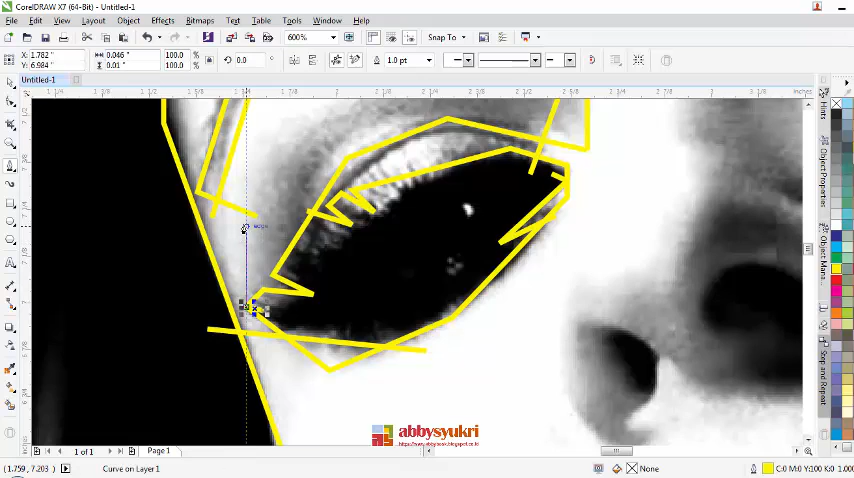 CorelDRAW X7 (64-Bit) - Untitled-1
File Edit View Layout Object Effects Bitmaps Text Table Tools Window Help
600% Snap To
X: 1.782 "
Y: 6.984 "
0.046 "
0.01 "
100.0 %
100.0 %
0.0
1.0 pt
Untitled-1
inches
Hints
Object Properties
Object Mana...
Step and Repeat
abbysyukri
1 of 1 Page 1
(1.759, 7.203) Curve on Layer 1 None C:0 M:0 Y:100 K:0 1.000